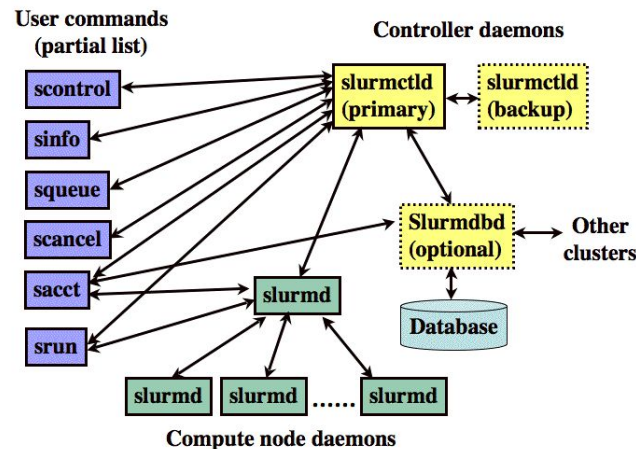 User commands
(partial list)
Controller daemons
scontrol
slurmctld
(primary)
slurmctld
(backup)
sinfo
squeue
scancel
Slurmdbd
(optional)
Other
clusters
sacct
slurmd
Database
srun
slurmd
slurmd
......
slurmd
Compute node daemons